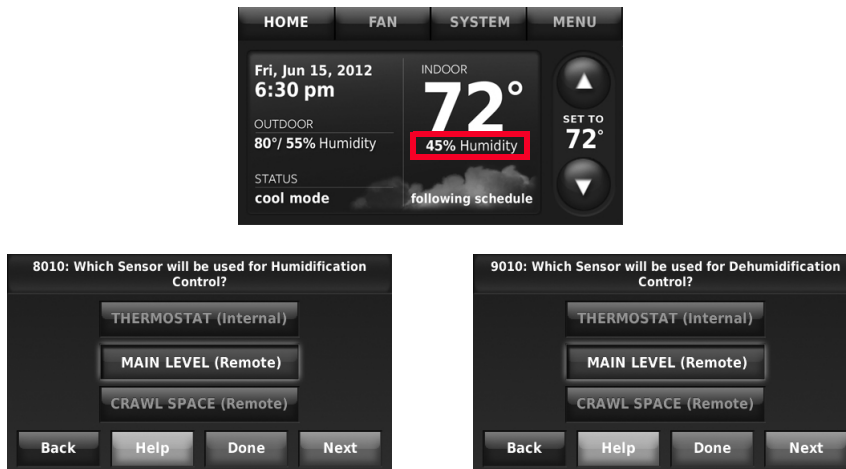 HOME FAN SYSTEM MENU
Fri, Jun 15, 2012
6:30 pm
OUTDOOR
80°/ 55% Humidity
STATUS
cool mode
INDOOR
72°
45% Humidity
following schedule
SET TO
72°
8010: Which Sensor will be used for Humidification
Control?
THERMOSTAT (Internal)
MAIN LEVEL (Remote)
CRAWL SPACE (Remote)
Back Help Done Next
9010: Which Sensor will be used for Dehumidification
Control?
THERMOSTAT (Internal)
MAIN LEVEL (Remote)
CRAWL SPACE (Remote)
Back Help Done Next